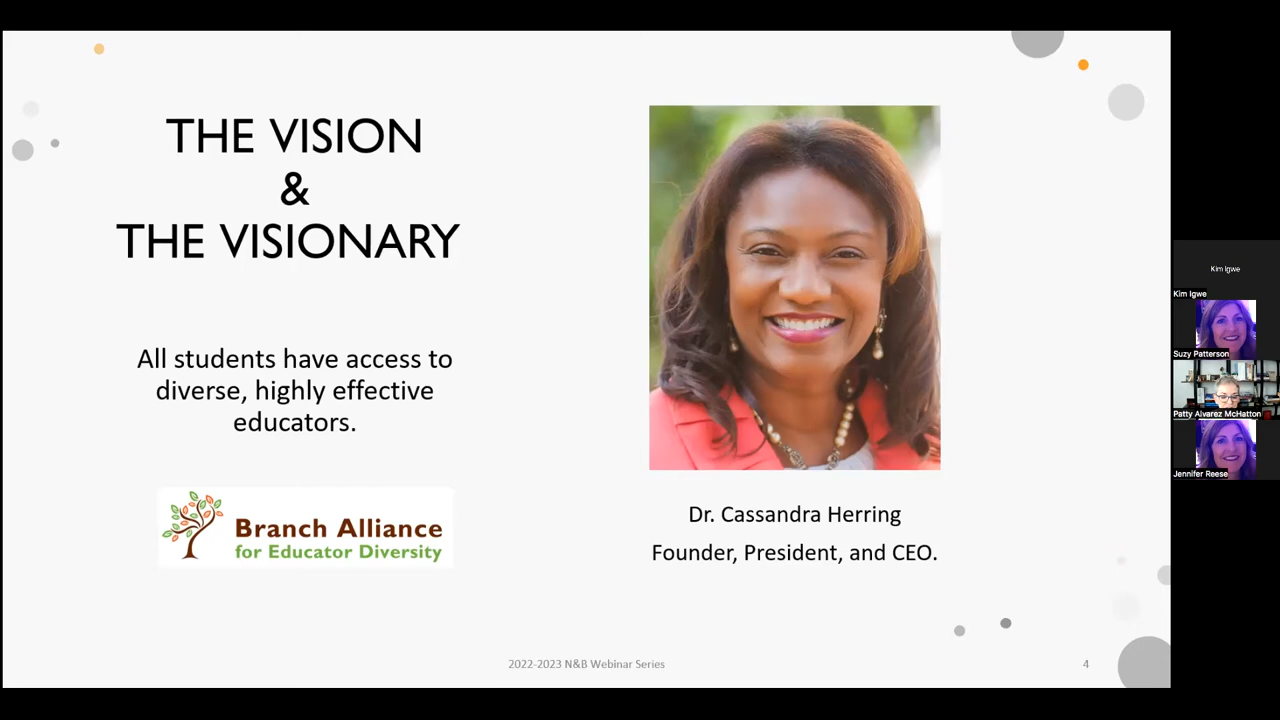 THE VISION
&
THE VISIONARY
All students have access to
diverse, highly effective
educators.
Branch Alliance
for Educator Diversity
Dr. Cassandra Herring
Founder, President, and CEO.
2022-2023 N&B Webinar Series
4
Kim Igwe
Kim Igwe
Suzy Patterson
Patty Alvarez McHatton
Jennifer Reese